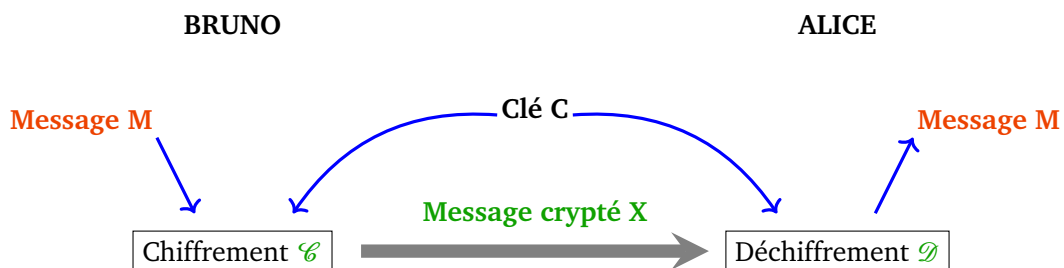 BRUNO ALICE
Clé C
Message M Message M
Message crypté X
Chiffrement 𝒞 Déchiffrement 𝒟